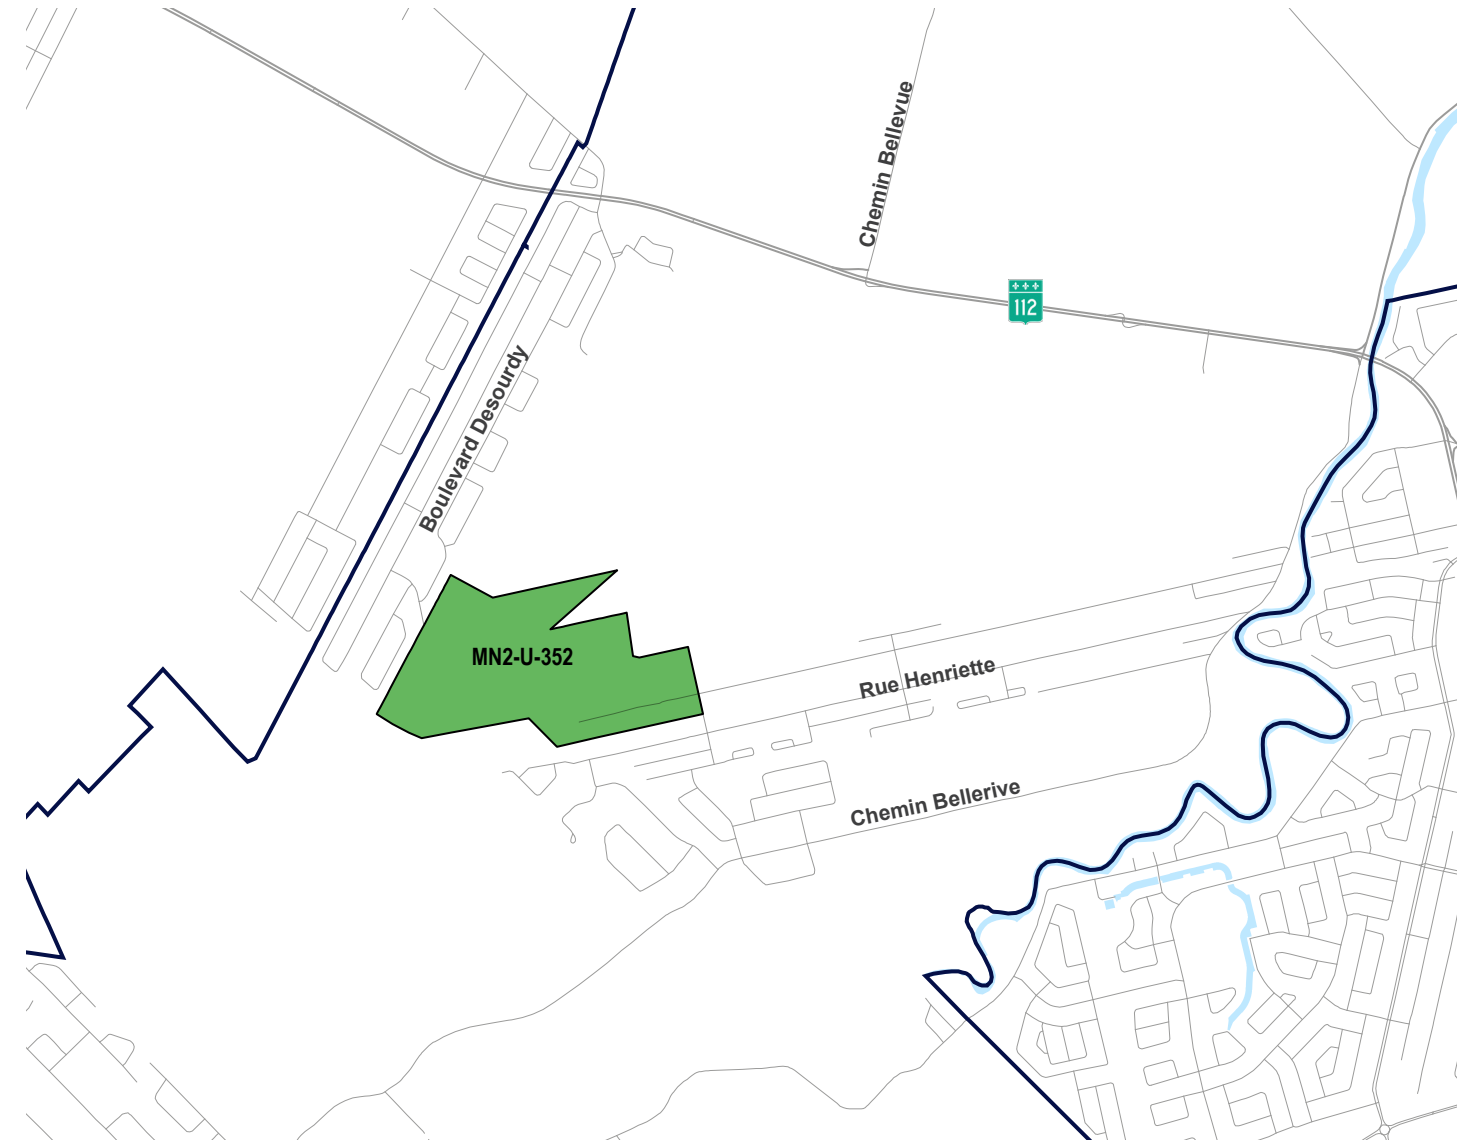 Chemin Bellevue
112
Boulevard Desourdy
MN2-U-352
Rue Henriette
Chemin Bellerive